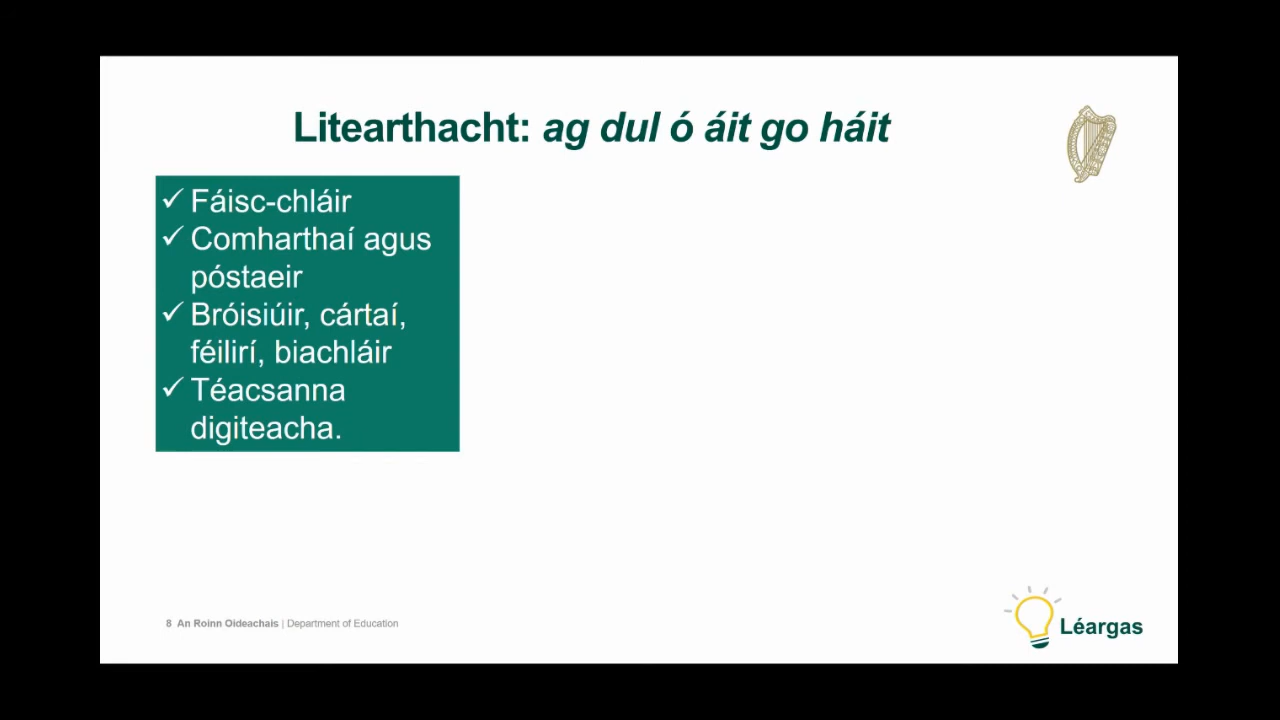 Litearthacht: ag dul ó áit go háit
✓ Fáisc-chláir
✓ Comharthaí agus
póstaeir
✓ Bróisiúir, cártaí,
féilirí, biachláir
✓ Téacsanna
digiteacha.
8 An Roinn Oideachais | Department of Education
Léargas